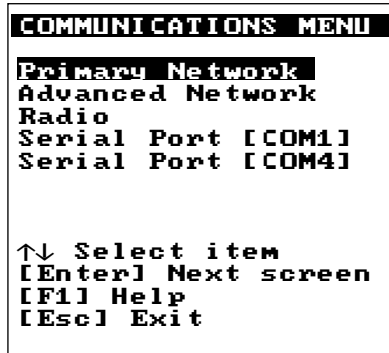 COMMUNICATIONS MENU
Primary Network
Advanced Network
Radio
Serial Port [COM1]
Serial Port [COM4]
↑↓ Select item
[Enter] Next screen
[F1] Help
[Esc] Exit